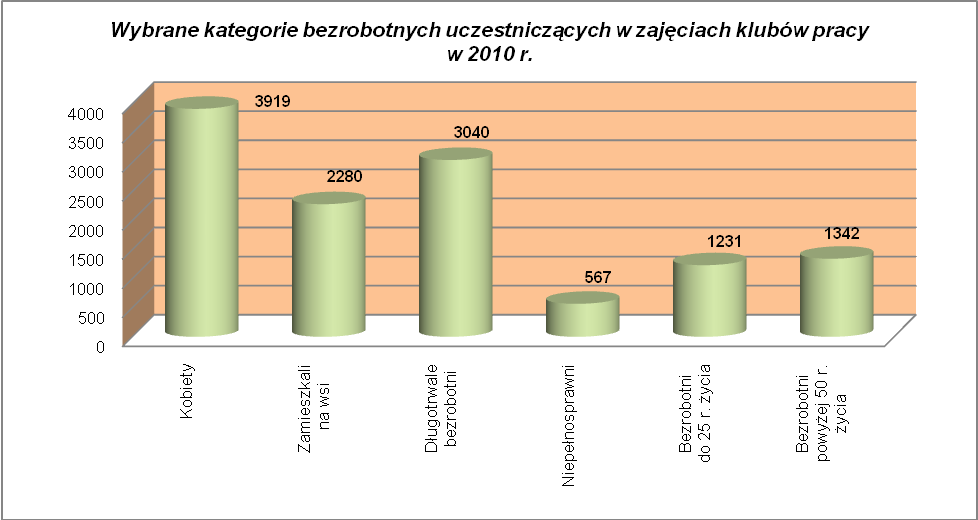 Wybrane kategorie bezrobotnych uczestniczących w zajęciach klubów pracy
w 2010 r.
4000
3500
3000
2500
2000
1500
1000
500
0
3919
2280
3040
567
1231
1342
Kobiety
Zamieszkali
na wsi
Długotrwale
bezrobotni
Niepełnosprawni
Bezrobotni
do 25 r. życia
Bezrobotni
powyżej 50 r.
życia